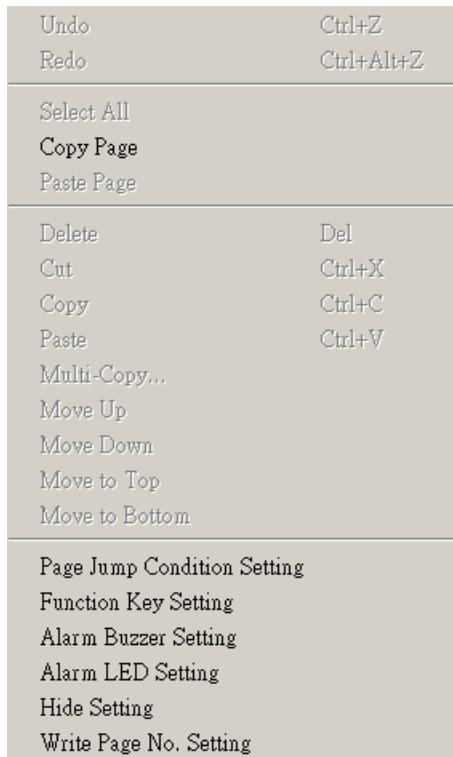 Undo Ctrl+Z
Redo Ctrl+Alt+Z
Select All
Copy Page
Paste Page
Delete Del
Cut Ctrl+X
Copy Ctrl+C
Paste Ctrl+V
Multi-Copy...
Move Up
Move Down
Move to Top
Move to Bottom
Page Jump Condition Setting
Function Key Setting
Alarm Buzzer Setting
Alarm LED Setting
Hide Setting
Write Page No. Setting